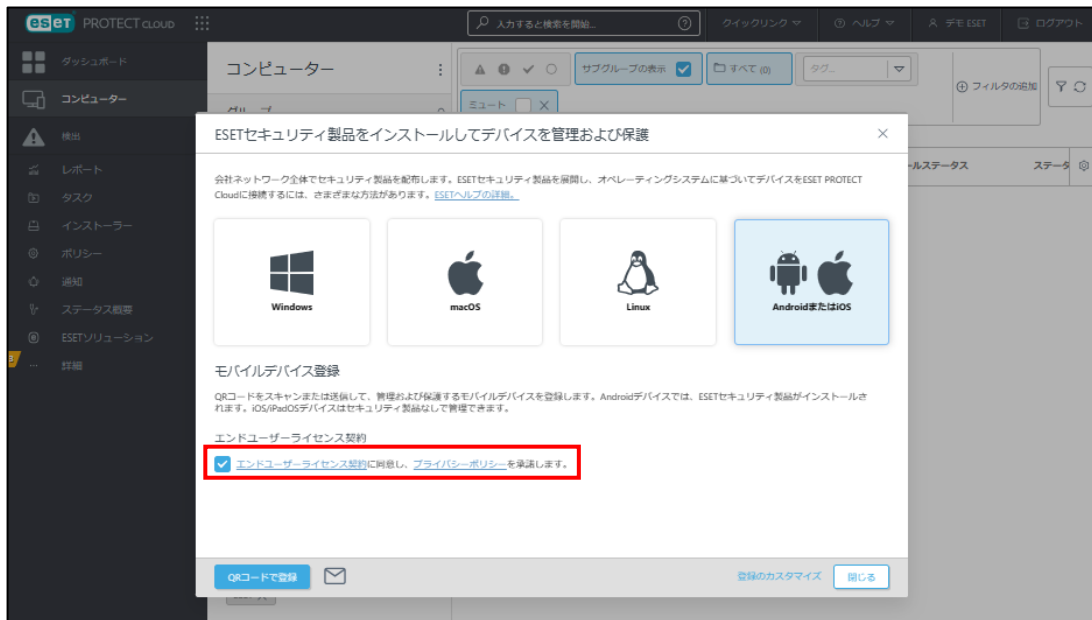 eset PROTECT CLOUD
入力すると検索を開始...
クイックリンク
ヘルプ
デモ ESET
ログアウト
ダッシュボード
コンピューター
検出
レポート
タスク
インストーラー
ポリシー
通知
ステータス概要
ESETソリューション
詳細
コンピューター
サブグループの表示
すべて (0)
タグ...
フィルタの追加
ミュート
グループ
ステータス
ESETセキュリティ製品をインストールしてデバイスを管理および保護
会社ネットワーク全体でセキュリティ製品を配布します。ESETセキュリティ製品を展開し、オペレーティングシステムに基づいてデバイスをESET PROTECT
Cloudに接続するには、さまざまな方法があります。ESETヘルプの詳細。
Windows
macOS
Linux
AndroidまたはiOS
モバイルデバイス登録
QRコードをスキャンまたは送信して、管理および保護するモバイルデバイスを登録します。Androidデバイスでは、ESETセキュリティ製品がインストールさ
れます。iOS/iPadOSデバイスはセキュリティ製品なしで管理できます。
エンドユーザーライセンス契約
エンドユーザーライセンス契約に同意し、プライバシーポリシーを承諾します。
QRコードで登録
登録のカスタマイズ
閉じる